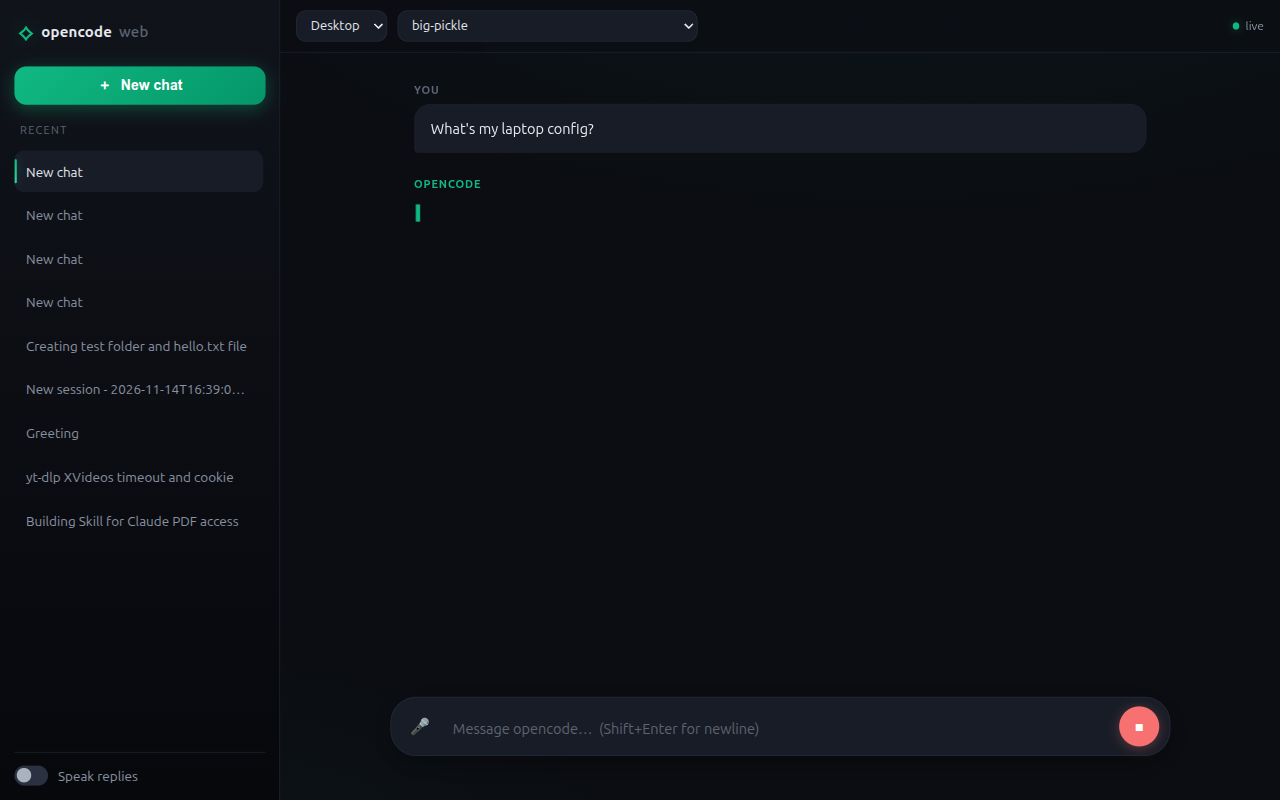 opencode web
+ New chat
RECENT
New chat
New chat
New chat
New chat
Creating test folder and hello.txt file
New session - 2026-11-14T16:39:0...
Greeting
yt-dlp XVideos timeout and cookie
Building Skill for Claude PDF access
Speak replies
Desktop
big-pickle
live
YOU
What's my laptop config?
OPENCODE
Message opencode... (Shift+Enter for newline)